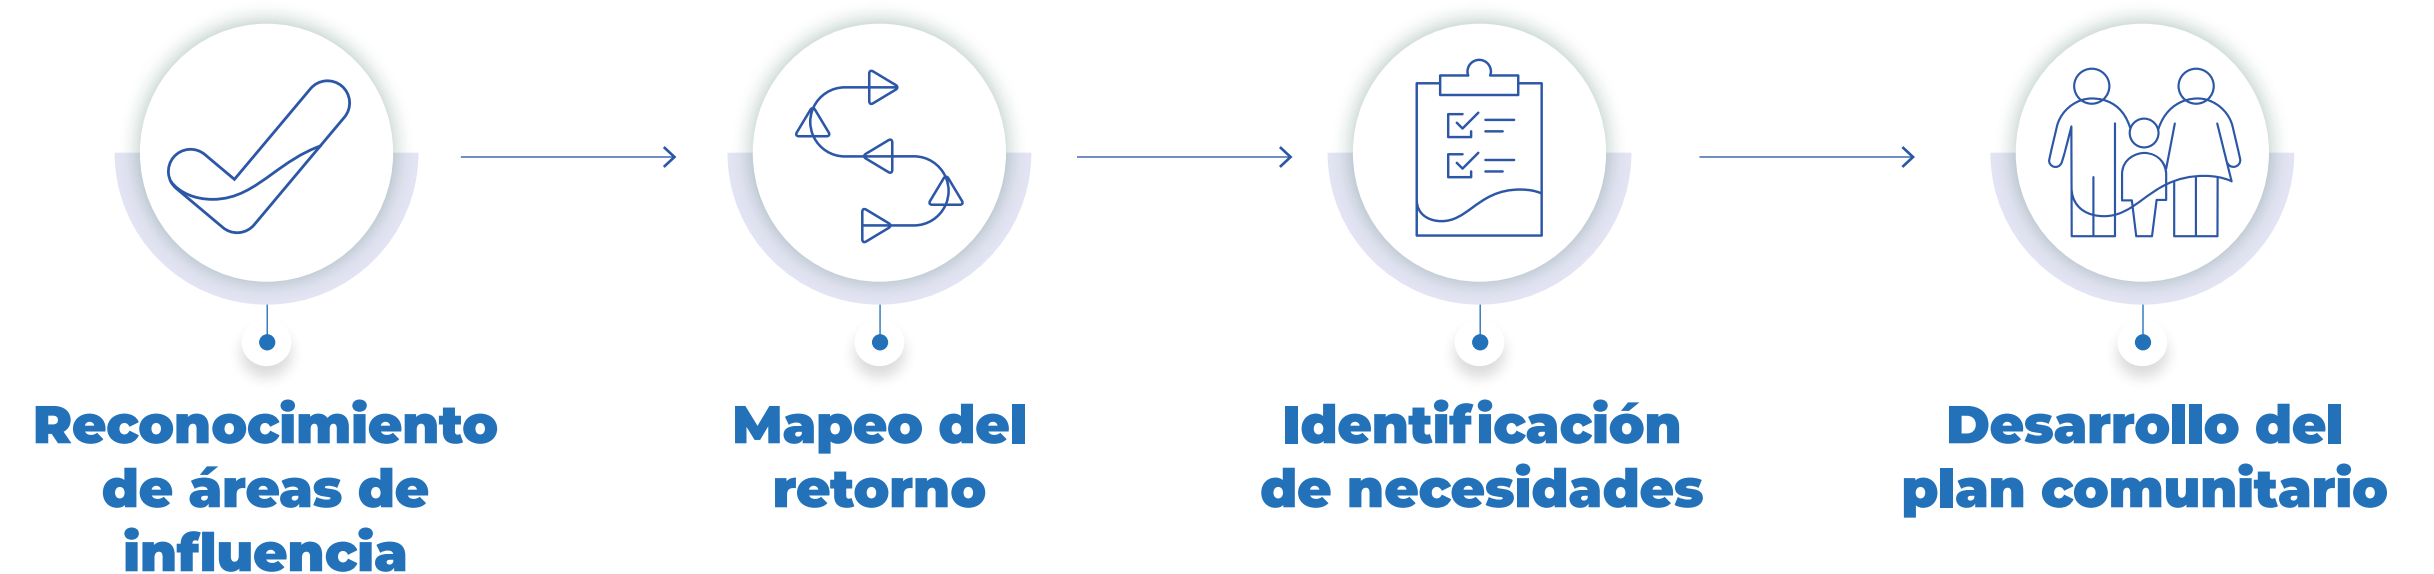 Reconocimiento
de áreas de
influencia
Mapeo del
retorno
Identificación
de necesidades
Desarrollo del
plan comunitario